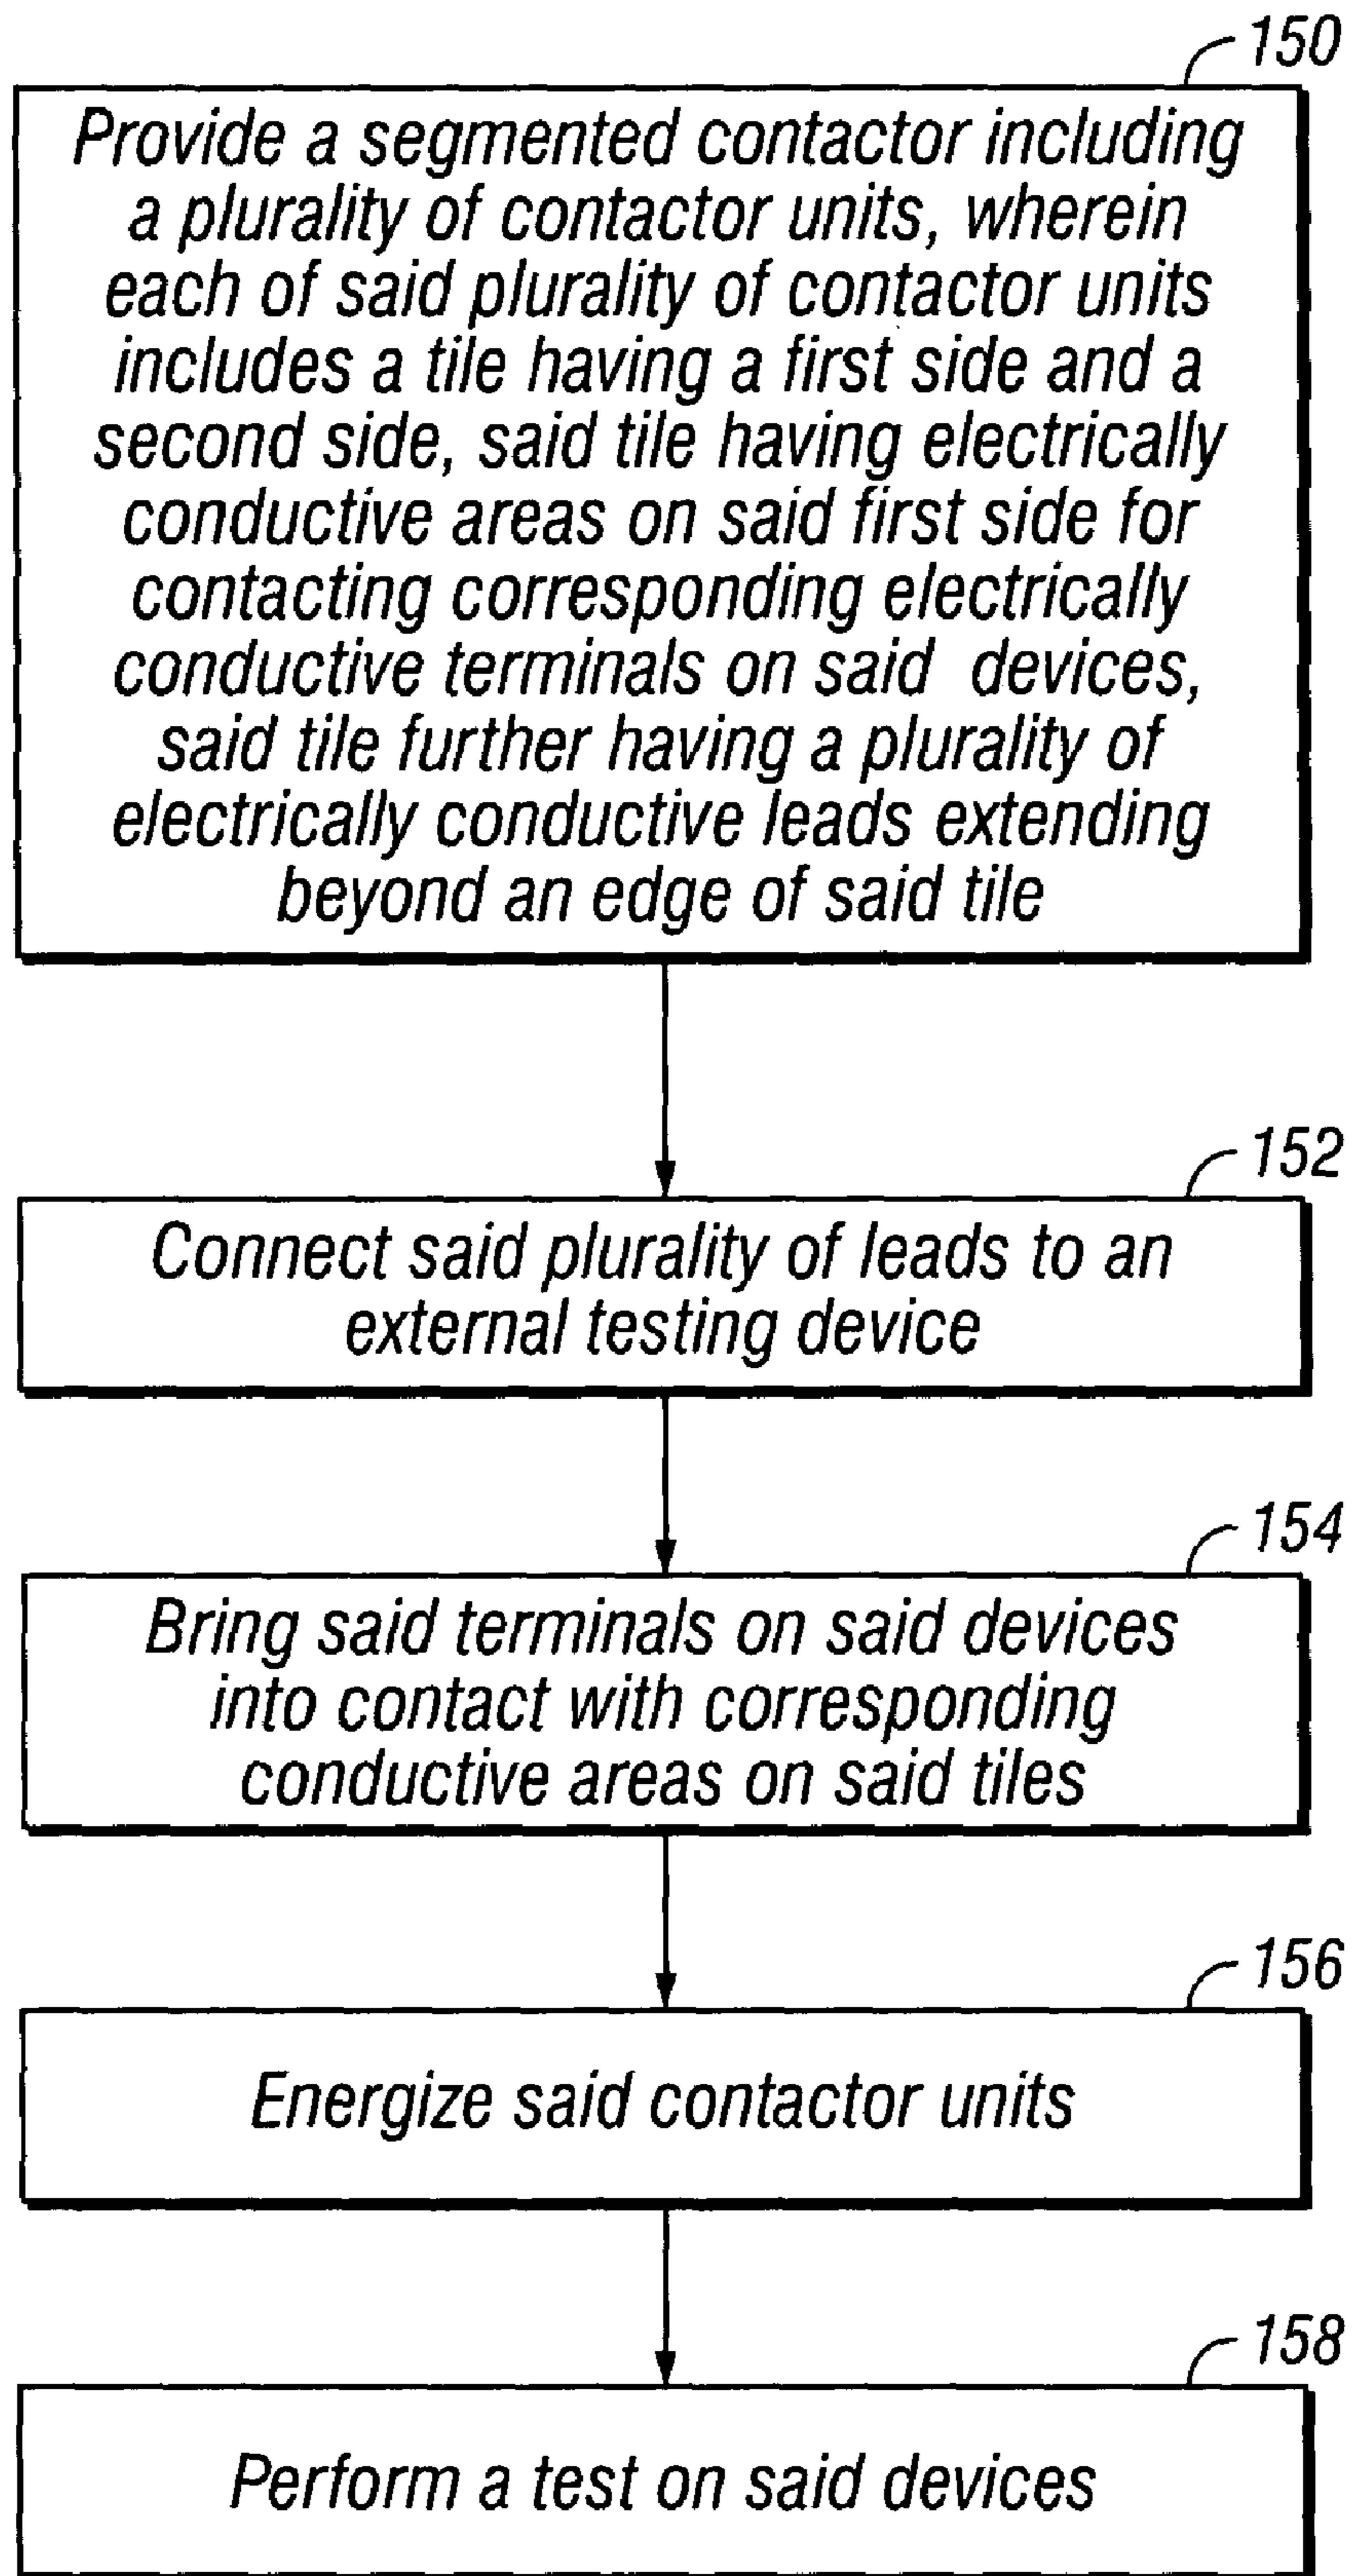 150
Provide a segmented contactor including
a plurality of contactor units, wherein
each of said plurality of contactor units
includes a tile having a first side and a
second side, said tile having electrically
conductive areas on said first side for
contacting corresponding electrically
conductive terminals on said devices,
said tile further having a plurality of
electrically conductive leads extending
beyond an edge of said tile
152
Connect said plurality of leads to an
external testing device
154
Bring said terminals on said devices
into contact with corresponding
conductive areas on said tiles
156
Energize said contactor units
158
Perform a test on said devices